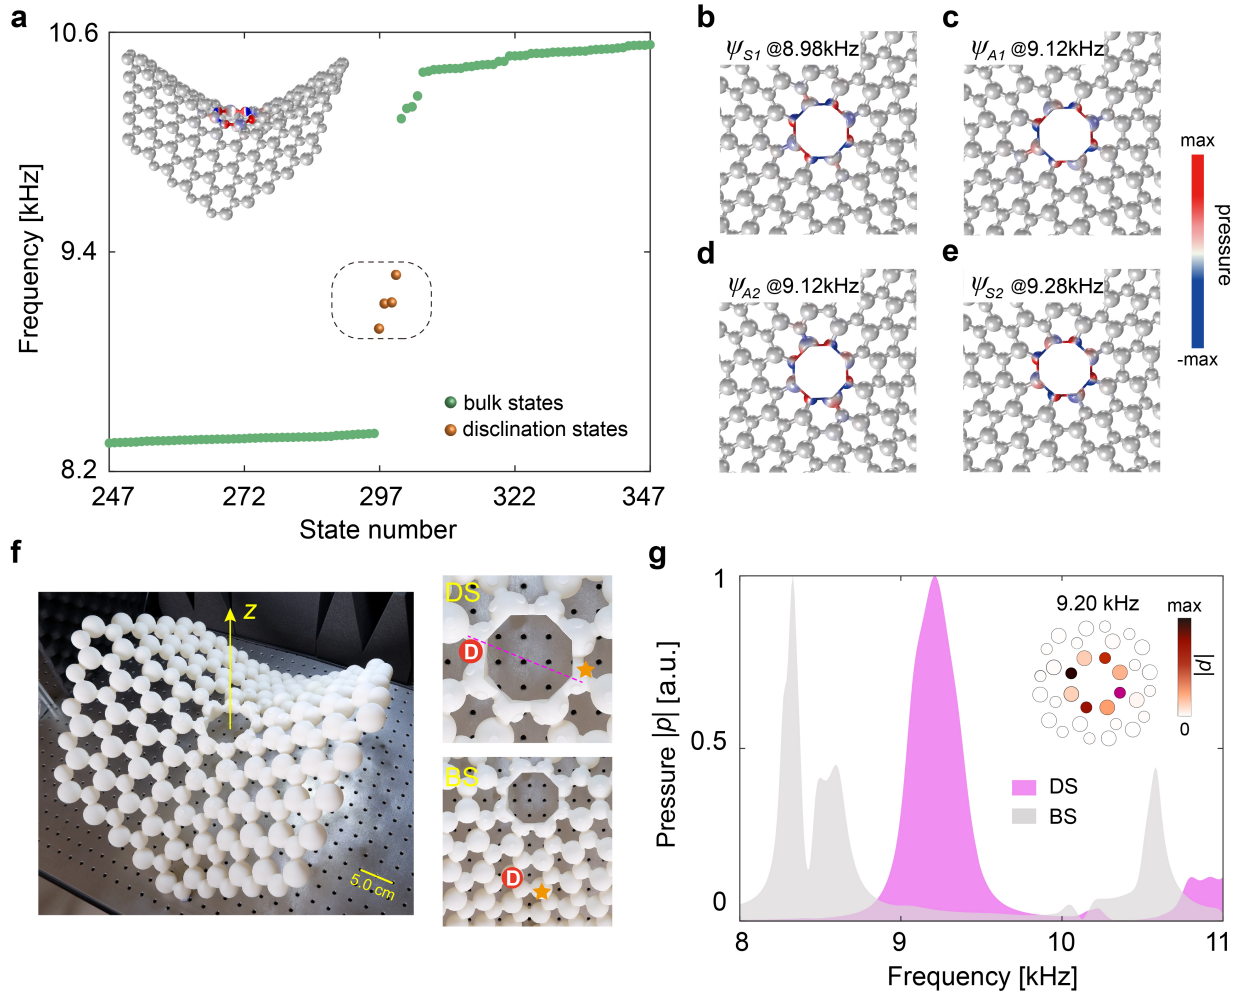 a
10.6
9.4
8.2
Frequency [kHz]
247
272
297
322
347
State number
bulk states
disclination states
b
ψS1 @8.98kHz
c
ψA1 @9.12kHz
d
ψA2 @9.12kHz
e
ψS2 @9.28kHz
max
pressure
-max
f
z
5.0 cm
DS
D
BS
D
g
1
0.5
0
Pressure |p| [a.u.]
8
9
10
11
Frequency [kHz]
9.20 kHz
max
|p|
0
DS
BS